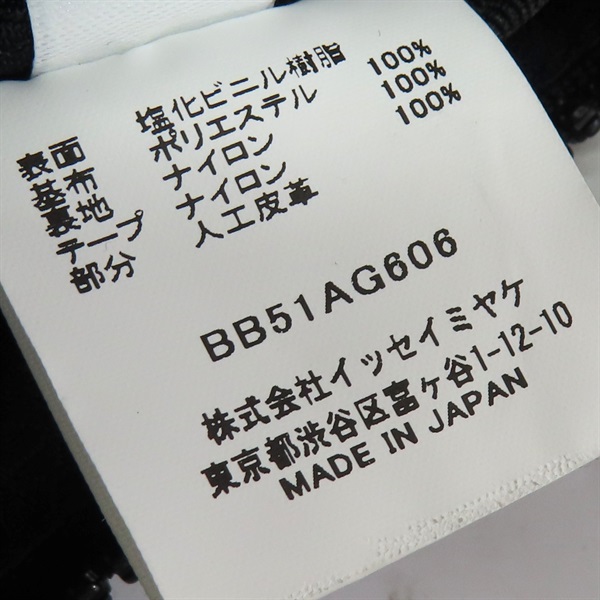 表面 塩化ビニル樹脂
基布 ポリエステル 100%
裏地 ナイロン 100%
テープ ナイロン 100%
部分 人工皮革
BB51AG606
株式会社イッセイミヤケ
東京都渋谷区富ヶ谷1-12-10
MADE IN JAPAN